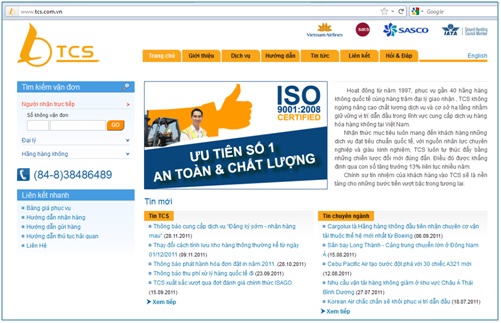 www.tcs.com.vn
Google
TCS
Vietnam Airlines
SATS
SASCO
IATA
Ground Handling
Council Member
English
Trang chủ
Giới thiệu
Dịch vụ
Hướng dẫn
Tin tức
Liên kết
Hỏi & Đáp
Tìm kiếm vận đơn
Người nhận trực tiếp
Số không vận đơn
GO
Đại lý
Hãng hàng không
(84-8)38486489
Liên kết nhanh
Bảng giá phục vụ
Hướng dẫn nhận hàng
Hướng dẫn gửi hàng
Hướng dẫn thủ tục hải quan
Liên Hệ
ISO
9001:2008
CERTIFIED
ƯU TIÊN SỐ 1
AN TOÀN & CHẤT LƯỢNG
Hoạt động từ năm 1997, phục vụ gần 40 hãng hàng
không quốc tế cùng hàng trăm đại lý giao nhận, TCS không
ngừng nâng cao chất lượng dịch vụ và cơ sở hạ tầng nhằm
giữ vững vị trí dẫn đầu trong lĩnh vực cung cấp dịch vụ hàng
hóa hàng không tại Việt Nam.
Nhận thức mục tiêu luôn mang đến khách hàng những
dịch vụ đạt tiêu chuẩn quốc tế, với nguồn nhân lực chuyên
nghiệp và giàu kinh nghiệm, TCS luôn tự thúc đẩy bằng
những chiến lược đổi mới đúng đắn. Điều đó được khẳng
định qua con số tăng trưởng 13% liên tục nhiều năm.
Chính sự tín nhiệm của khách hàng vào TCS sẽ là nền
tảng cho những bước tiến vượt bậc trong tương lai.
Tin mới
Tin TCS
Thông báo cung cấp dịch vụ "Đăng ký sớm - nhận hàng
mau" (28.11.2011)
Thay đổi cách tính lưu kho hàng thông thường kể từ ngày
01/12/2011 (09.11.2011)
Thông báo phát hành hóa đơn đặt in năm 2011. (28.10.2011)
Thông báo thu phí xử lý hàng quốc tế đi (23.09.2011)
TCS xuất sắc vượt qua đợt đánh giá chính thức ISAGO.
(15.09.2011)
Xem tiếp
Tin chuyên ngành
Cargolux là Hãng hàng không đầu tiên nhận chuyên cơ vận
tải thuộc thế hệ mới nhất từ Boeing (06.09.2011)
Sân bay Long Thành - Cảng trung chuyển lớn ở Đông Nam
Á (15.08.2011)
Cebu Pacific Air tạo bước đột phá với 30 chiếc A321 mới
(12.08.2011)
Nhu cầu vận tải hàng không giảm ở khu vực Châu Á Thái
Bình Dương (27.07.2011)
Korean Air chắc chắn sẽ khôi phục vị trí dẫn đầu (18.07.2011)
Xem tiếp